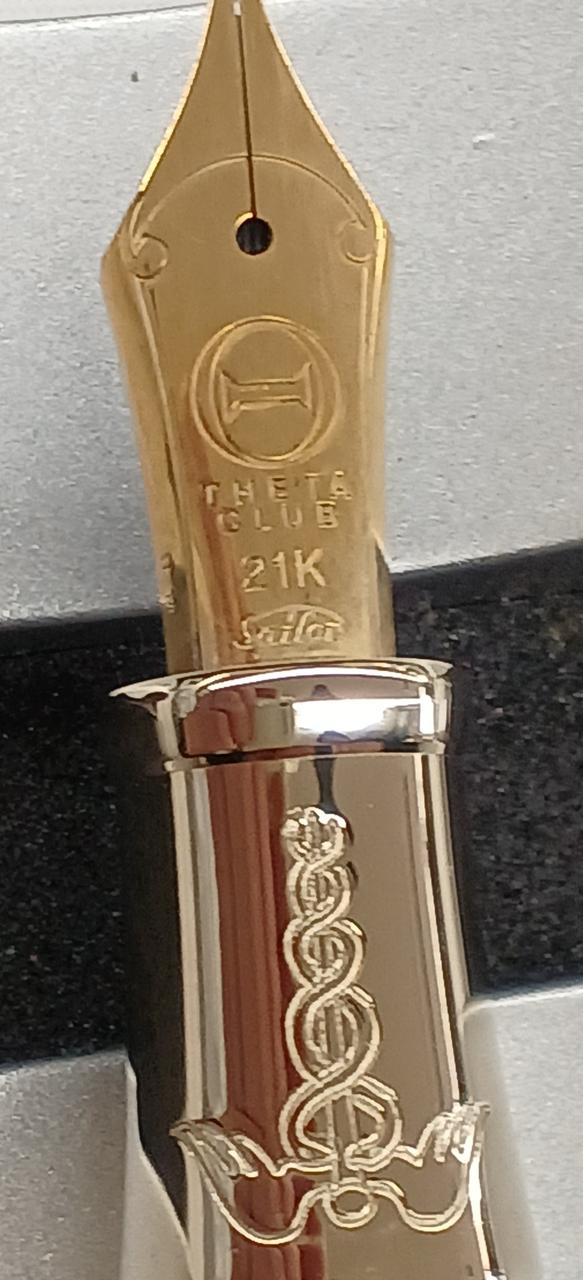 Θ
THETA
CLUB
21K
Sailor